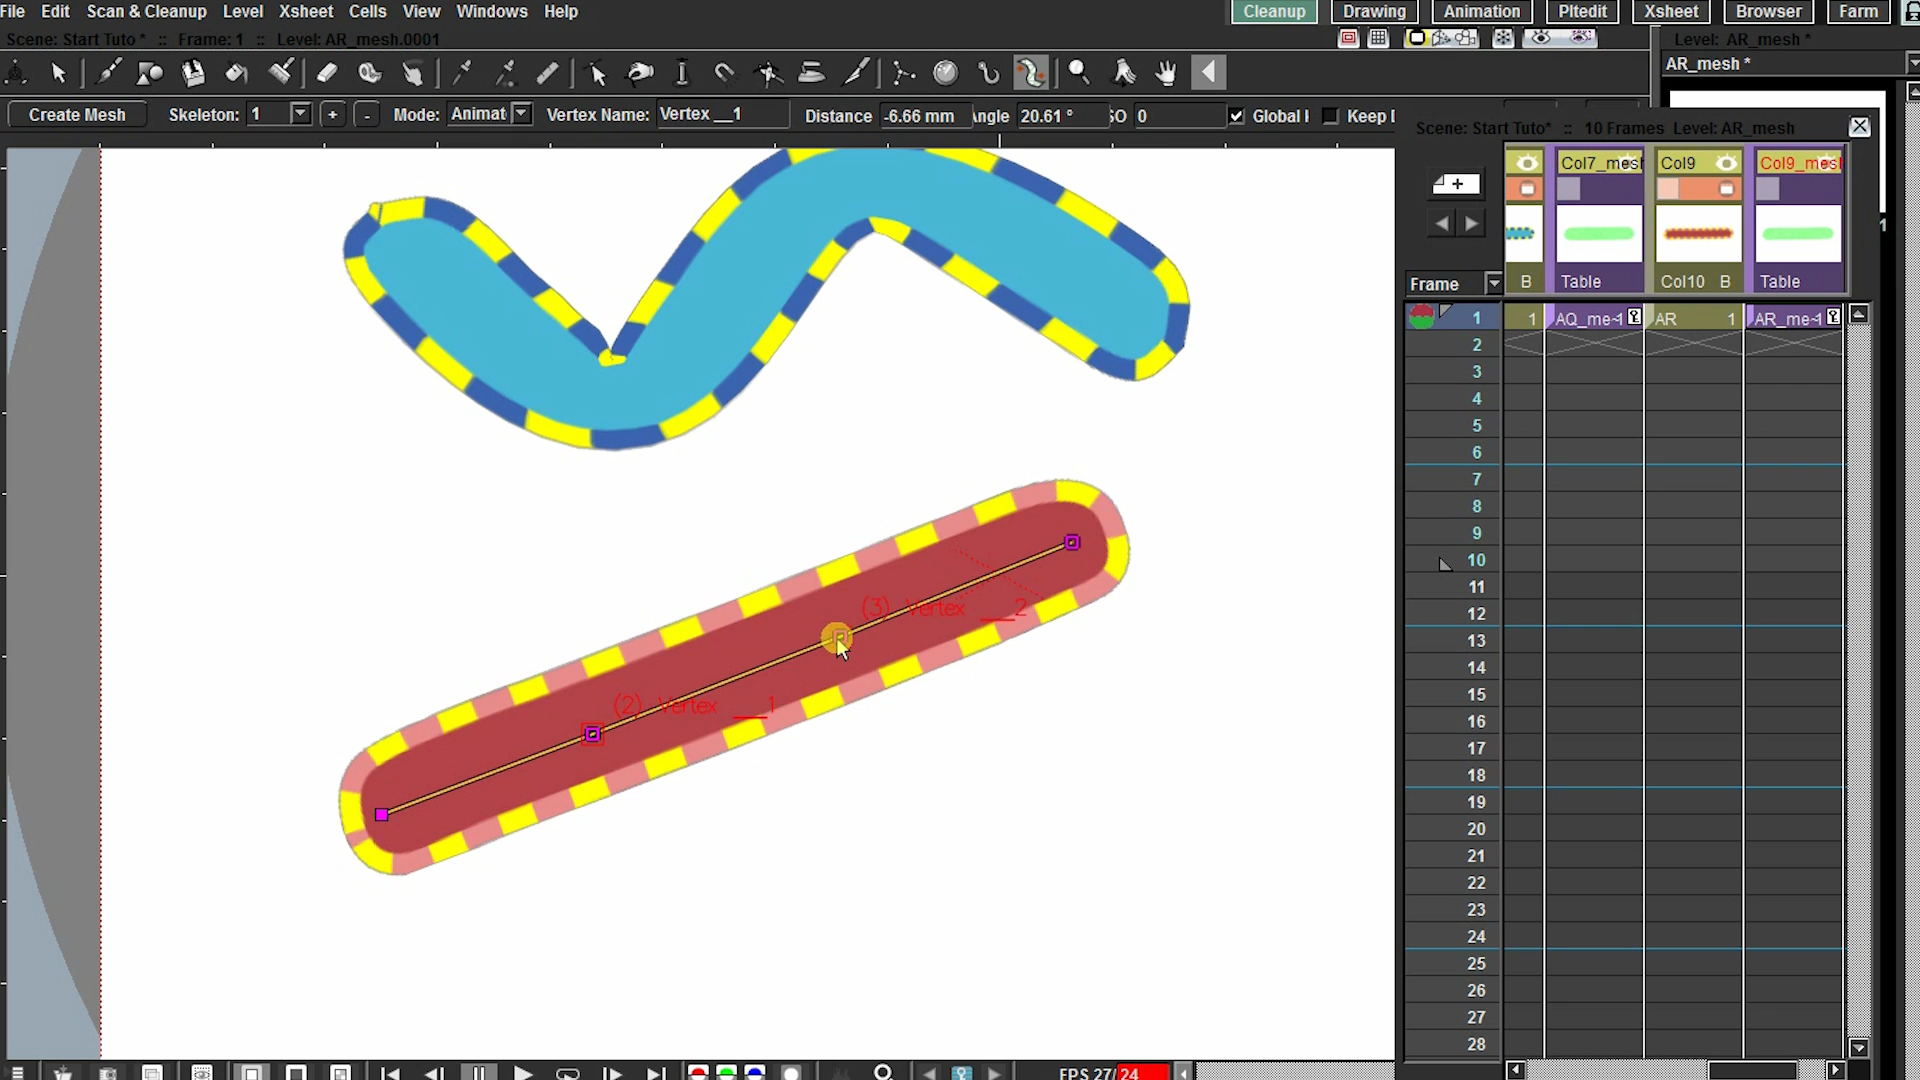 File Edit Scan & Cleanup Level Xsheet Cells View Windows Help Cleanup Drawing Animation Pltedit Xsheet Browser Farm
Scene: Start Tuto * :: Frame: 1 :: Level: AR_mesh.0001
Level: AR_mesh *
AR_mesh *
Create Mesh Skeleton: 1 + - Mode: Animat Vertex Name: Vertex __1 Distance -6.66 mm Angle 20.61 ° SO 0 Global Keep
Scene: Start Tuto* :: 10 Frames Level: AR_mesh
Col7_mesh Col9 Col9_mesh
B Table Col10 B Table
Frame
1 1 AQ_me-1 AR 1 AR_me-1
2
3
4
5
6
7
8
9
10
11
12
13
14
15
16
17
18
19
20
21
22
23
24
25
26
27
28
(3) Vertex __2
(2) Vertex __1
EPS 27/24